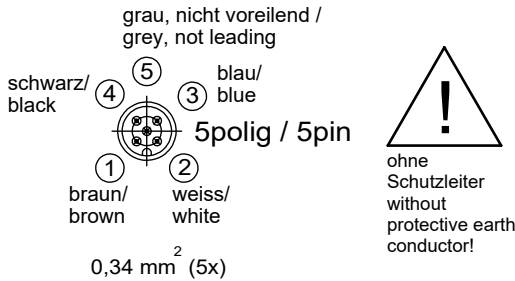 grau, nicht voreilend /
grey, not leading
5
schwarz/
black
4
blau/
blue
3
5polig / 5pin
1
braun/
brown
2
weiss/
white
0,34 mm² (5x)
!
ohne
Schutzleiter
without
protective earth
conductor!